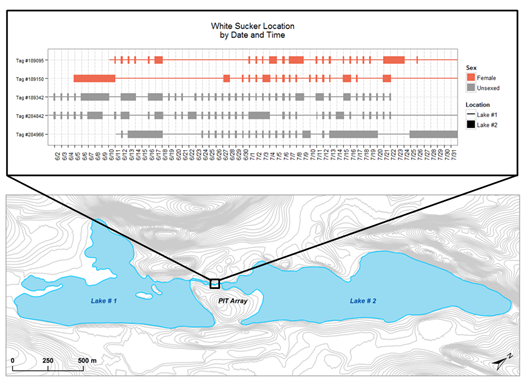 White Sucker Location
by Date and Time
Tag #189095
Tag #189150
Tag #189342
Tag #204842
Tag #204966
6/2 6/3 6/4 6/5 6/6 6/7 6/8 6/9 6/10 6/11 6/12 6/13 6/14 6/15 6/16 6/17 6/18 6/19 6/20 6/21 6/22 6/23 6/24 6/25 6/26 6/27 6/28 6/29 6/30 7/1 7/2 7/3 7/4 7/5 7/6 7/7 7/8 7/9 7/10 7/11 7/12 7/13 7/14 7/15 7/16 7/17 7/18 7/19 7/20 7/21 7/22 7/23 7/24 7/25 7/26 7/27 7/28 7/29 7/30 7/31
Sex
Female
Unsexed
Location
Lake #1
Lake #2
Lake # 1
PIT Array
Lake # 2
0 250 500 m
N